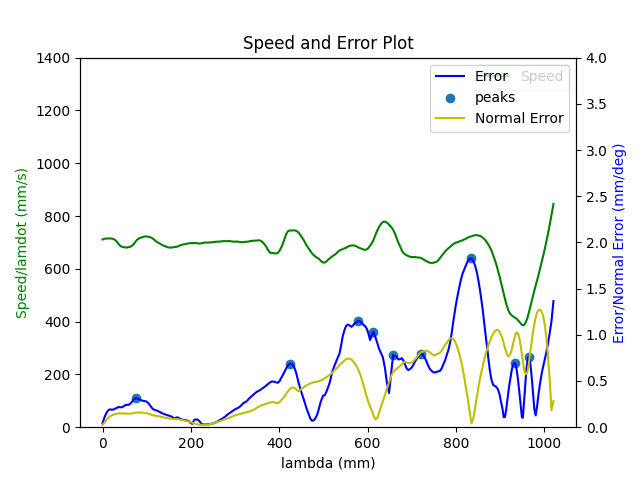 Speed and Error Plot
1400
1200
1000
800
600
400
200
0
4.0
3.5
3.0
2.5
2.0
1.5
1.0
0.5
0.0
Speed/lamdot (mm/s)
Error/Normal Error (mm/deg)
Speed
Error
peaks
Normal Error
0 200 400 600 800 1000
lambda (mm)